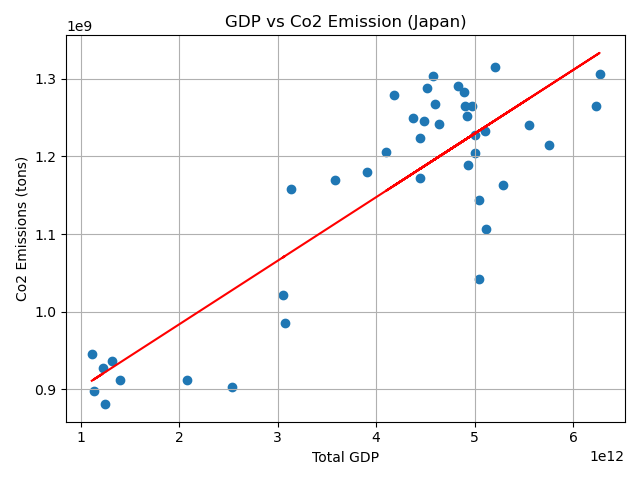 GDP vs Co2 Emission (Japan)
1e9
1.3
1.2
1.1
1.0
0.9
Co2 Emissions (tons)
1 2 3 4 5 6
1e12
Total GDP